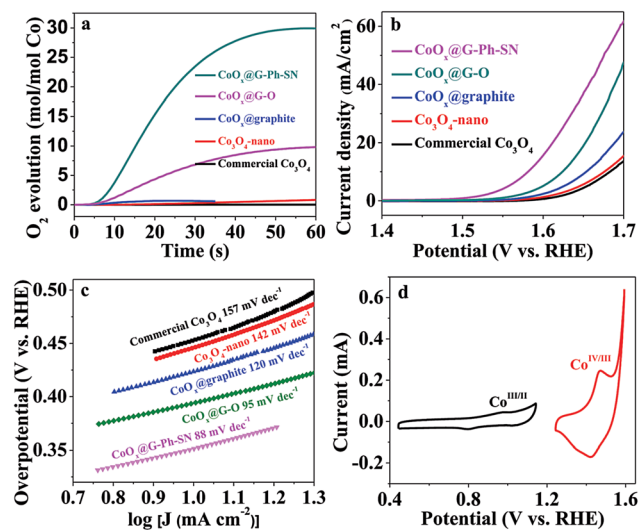 a
O₂ evolution (mol/mol Co)
30
25
20
15
10
5
0
CoOₓ@G-Ph-SN
CoOₓ@G-O
CoOₓ@graphite
Co₃O₄-nano
Commercial Co₃O₄
0 10 20 30 40 50 60
Time (s)
b
Current density (mA/cm²)
60
40
20
0
CoOₓ@G-Ph-SN
CoOₓ@G-O
CoOₓ@graphite
Co₃O₄-nano
Commercial Co₃O₄
1.4 1.5 1.6 1.7
Potential (V vs. RHE)
c
Overpotential (V vs. RHE)
0.50
0.45
0.40
0.35
Commercial Co₃O₄ 157 mV dec⁻¹
Co₃O₄-nano 142 mV dec⁻¹
CoOₓ@graphite 120 mV dec⁻¹
CoOₓ@G-O 95 mV dec⁻¹
CoOₓ@G-Ph-SN 88 mV dec⁻¹
0.7 0.8 0.9 1.0 1.1 1.2 1.3
log [J (mA cm⁻²)]
d
Current (mA)
0.6
0.4
0.2
0.0
-0.2
Coᴵᴵᴵ/ᴵᴵ
Coᴵⱽ/ᴵᴵᴵ
0.4 0.8 1.2 1.6
Potential (V vs. RHE)